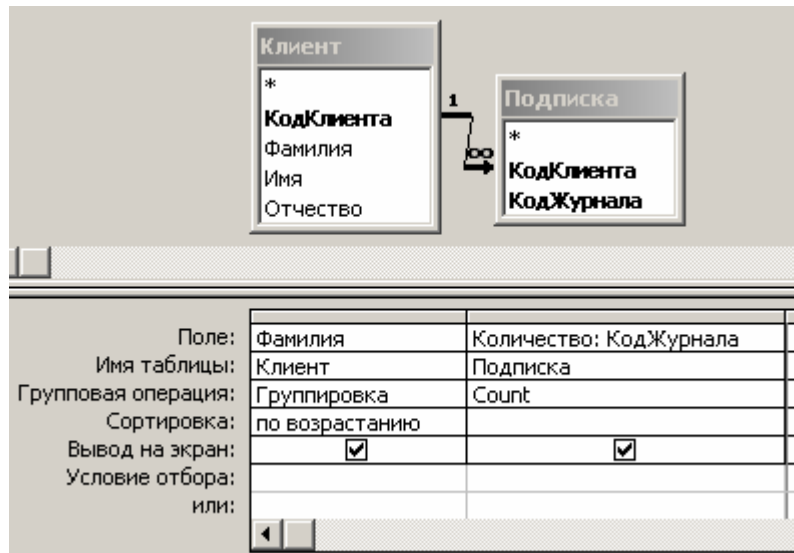 Клиент
*
КодКлиента
Фамилия
Имя
Отчество
1
∞
Подписка
*
КодКлиента
КодЖурнала
Поле: Фамилия Количество: КодЖурнала
Имя таблицы: Клиент Подписка
Групповая операция: Группировка Count
Сортировка: по возрастанию
Вывод на экран:
Условие отбора:
или: